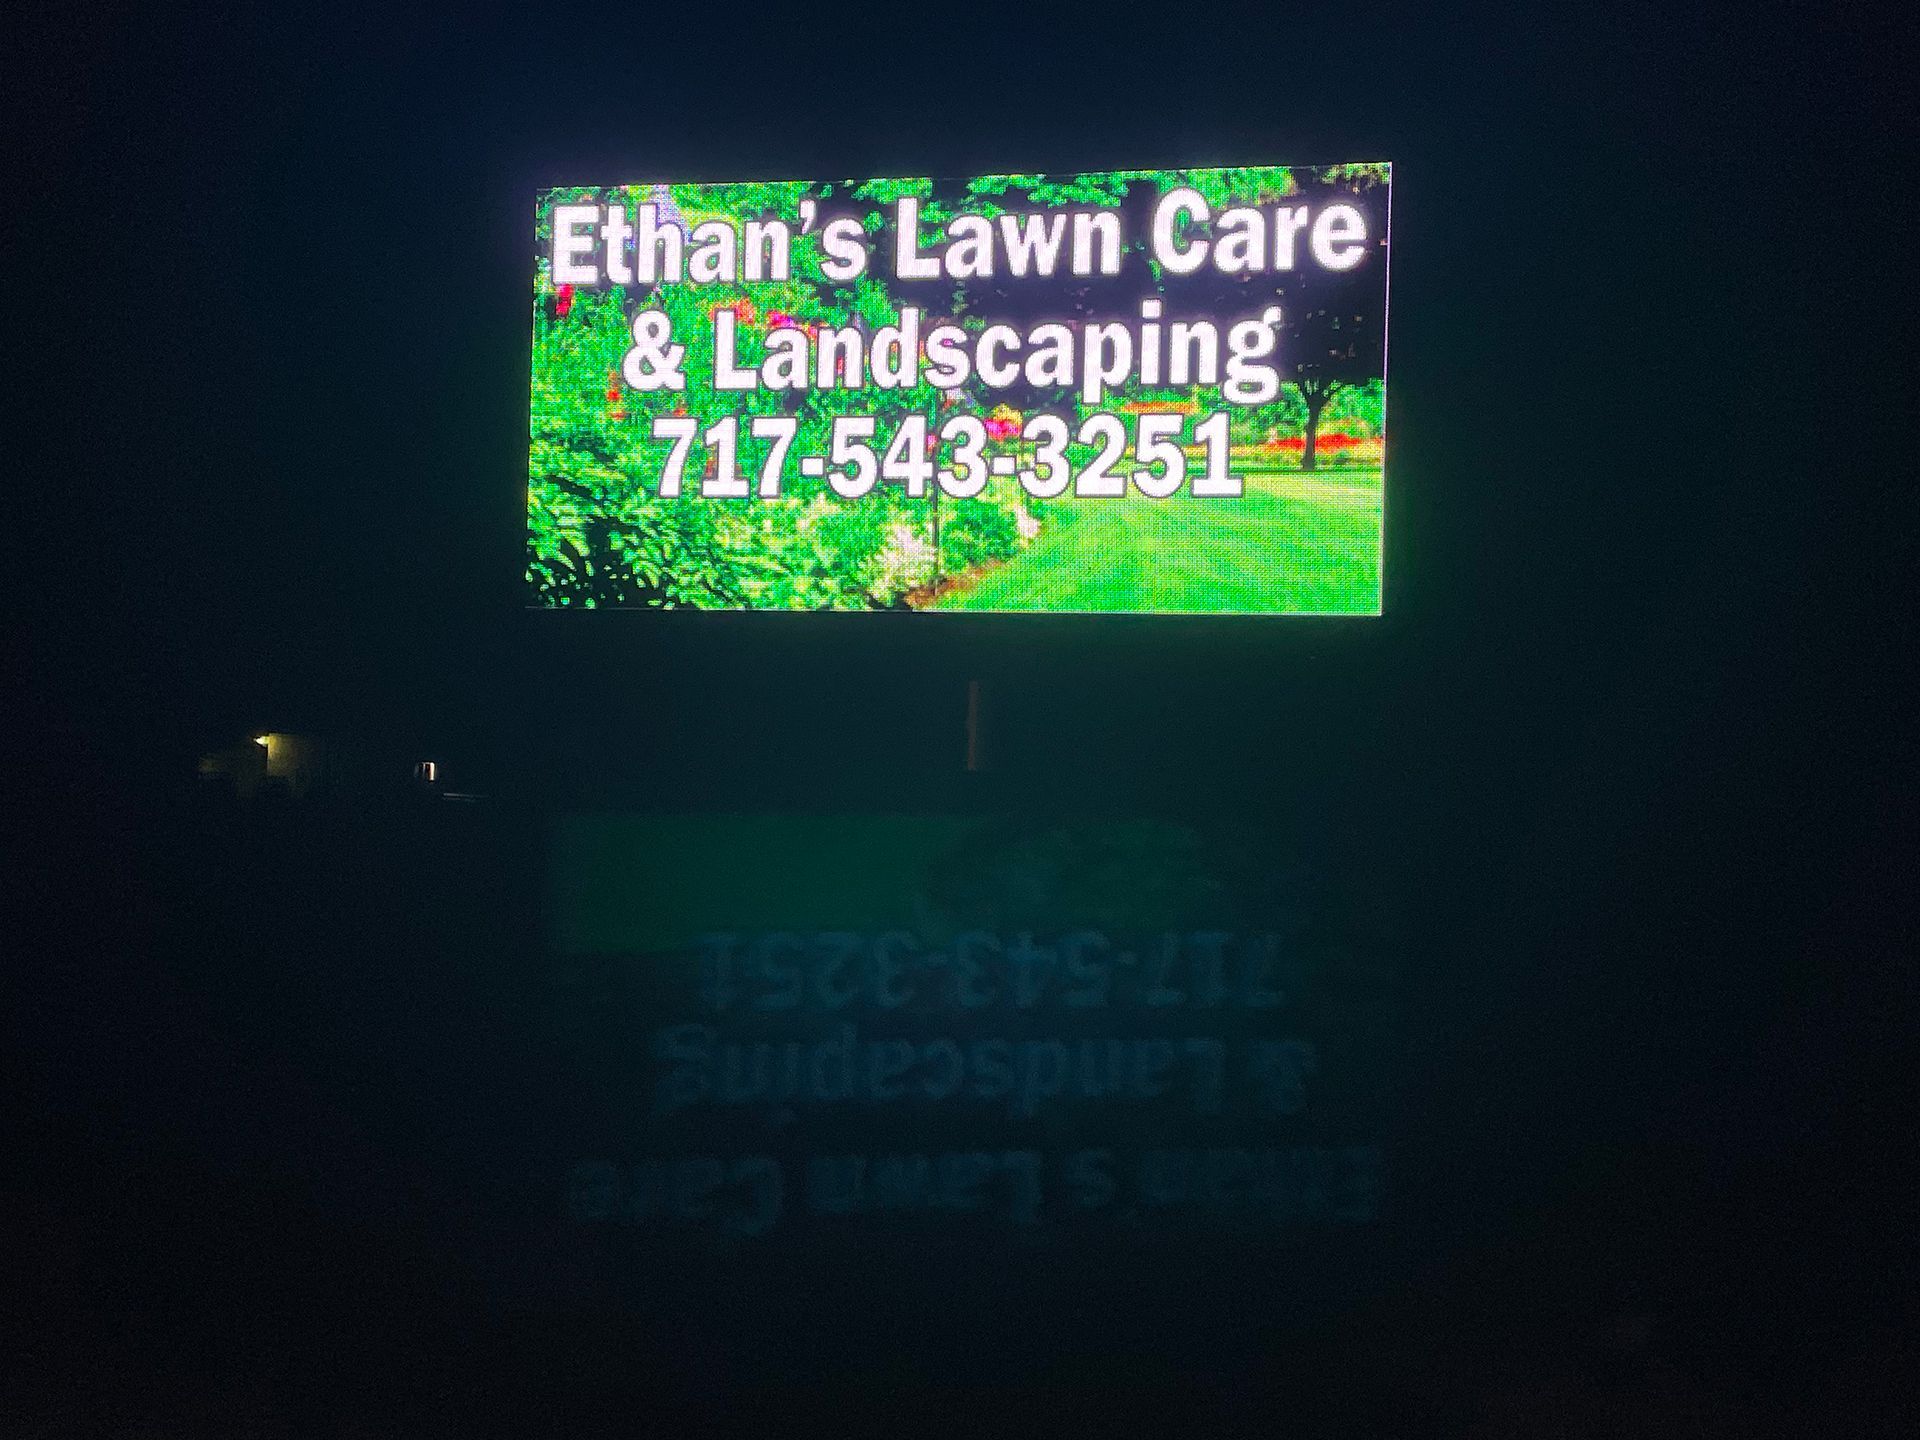 Ethan's Lawn Care
& Landscaping
717-543-3251